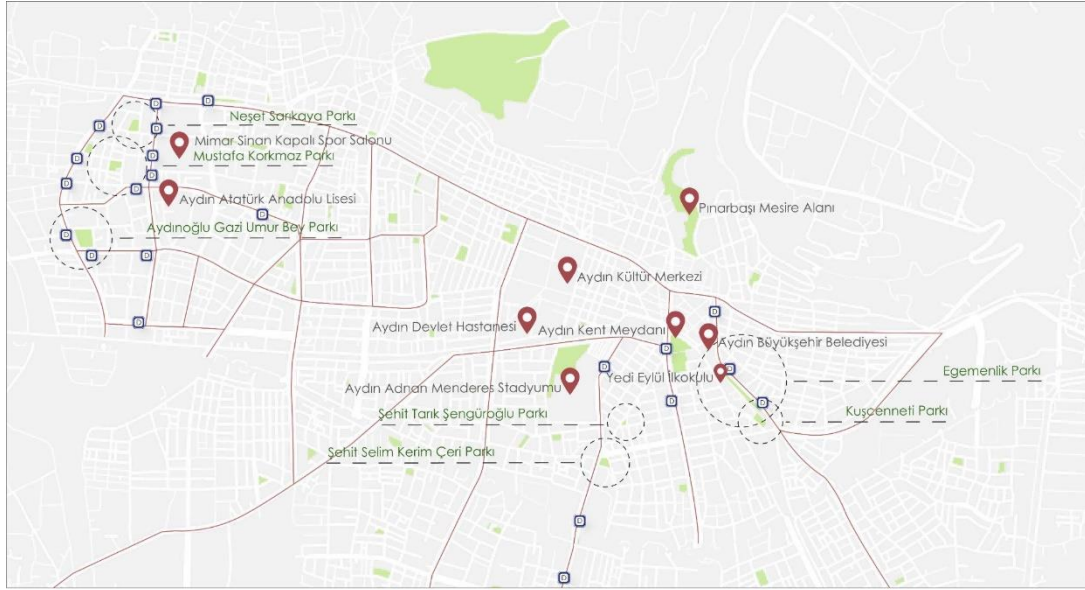 Neşet Sarıkaya Parkı
Mimar Sinan Kapalı Spor Salonu
Mustafa Korkmaz Parkı
Aydın Atatürk Anadolu Lisesi
Pınarbaşı Mesire Alanı
Aydınoğlu Gazi Umur Bey Parkı
Aydın Kültür Merkezi
Aydın Devlet Hastanesi
Aydın Kent Meydanı
Aydın Büyükşehir Belediyesi
Egemenlik Parkı
Yedi Eylül İlkokulu
Aydın Adnan Menderes Stadyumu
Şehit Tarık Şengüroğlu Parkı
Kuşcenneti Parkı
Şehit Selim Kerim Çeri Parkı